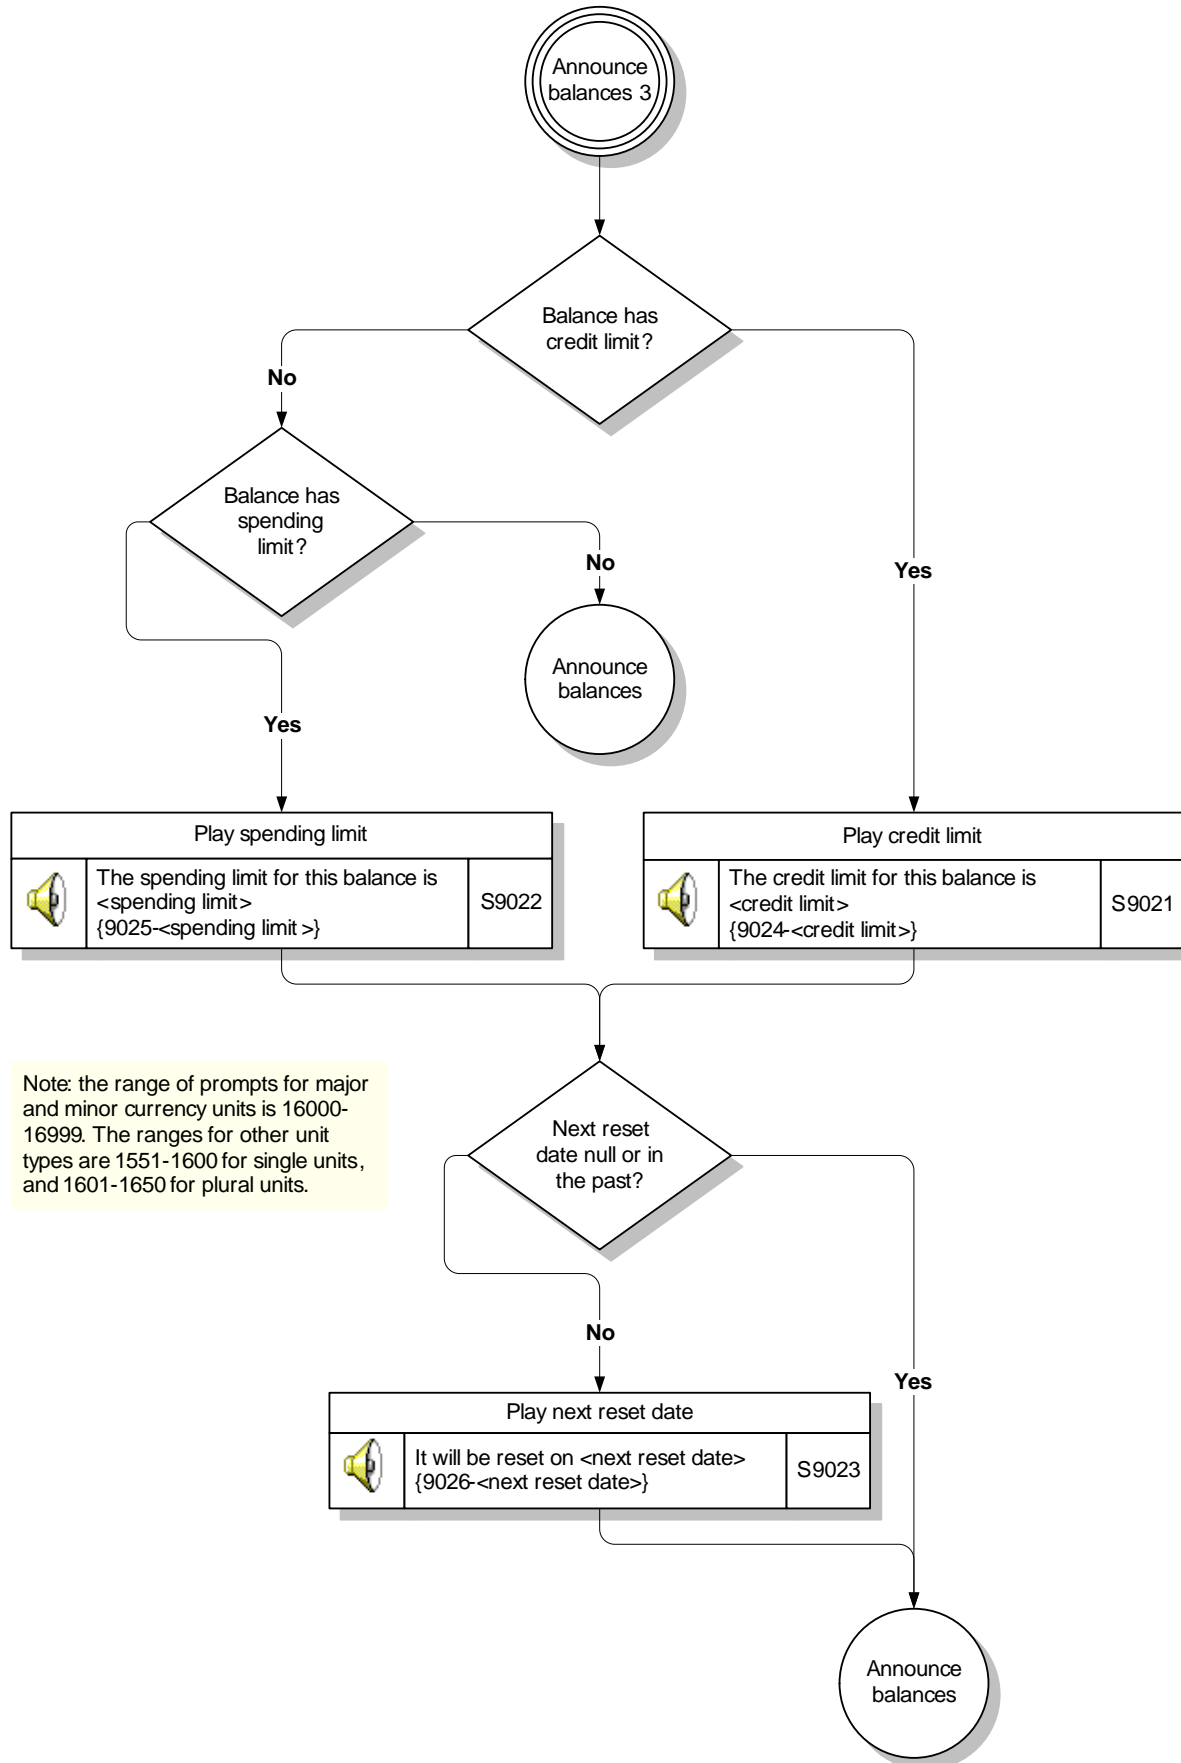 Announce
balances 3
Balance has
credit limit?
No
Balance has
spending
limit?
No
Yes
Announce
balances
Yes
Play spending limit
The spending limit for this balance is
<spending limit>
{9025-<spending limit>}
S9022
Play credit limit
The credit limit for this balance is
<credit limit>
{9024-<credit limit>}
S9021
Note: the range of prompts for major
and minor currency units is 16000-
16999. The ranges for other unit
types are 1551-1600 for single units,
and 1601-1650 for plural units.
Next reset
date null or in
the past?
No
Yes
Play next reset date
It will be reset on <next reset date>
{9026-<next reset date>}
S9023
Announce
balances